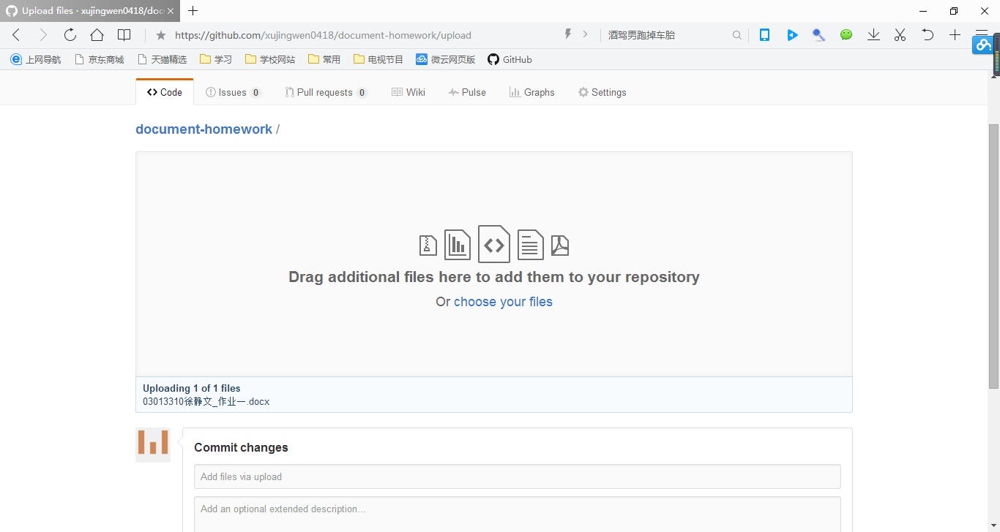 Upload files · xujingwen0418/doc
https://github.com/xujingwen0418/document-homework/upload
酒驾男跑掉车胎
上网导航 京东商城 天猫精选 学习 学校网站 常用 电视节目 微云网页版 GitHub
Code Issues 0 Pull requests 0 Wiki Pulse Graphs Settings
document-homework /
Drag additional files here to add them to your repository
Or choose your files
Uploading 1 of 1 files
03013310徐静文_作业一.docx
Commit changes
Add files via upload
Add an optional extended description...